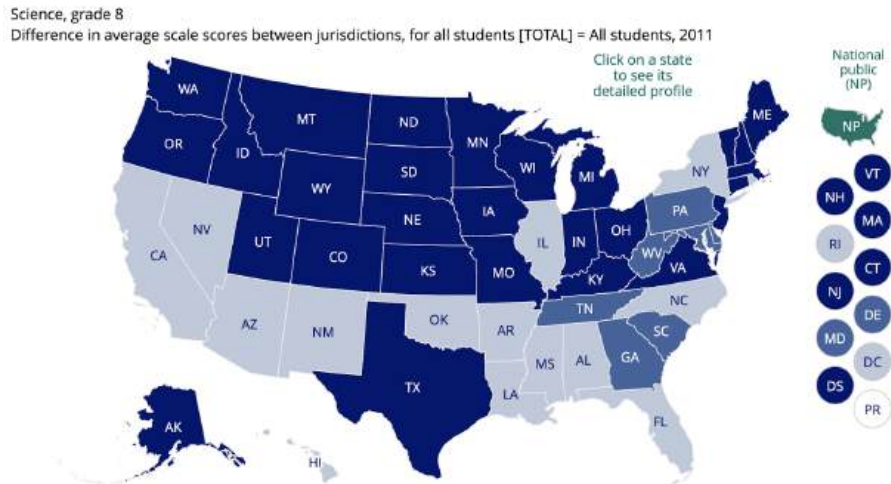 Science, grade 8
Difference in average scale scores between jurisdictions, for all students [TOTAL] = All students, 2011
Click on a state
to see its
detailed profile
National
public
(NP)
NP
WA
MT
ND
MN
ME
OR
ID
WY
SD
WI
MI
NY
NV
NE
IA
PA
CA
UT
CO
KS
MO
IL
IN
OH
WV
VA
KY
AZ
NM
OK
AR
TN
NC
SC
TX
LA
MS
AL
GA
FL
AK
HI
VT
NH
MA
RI
CT
NJ
DE
MD
DC
DS
PR